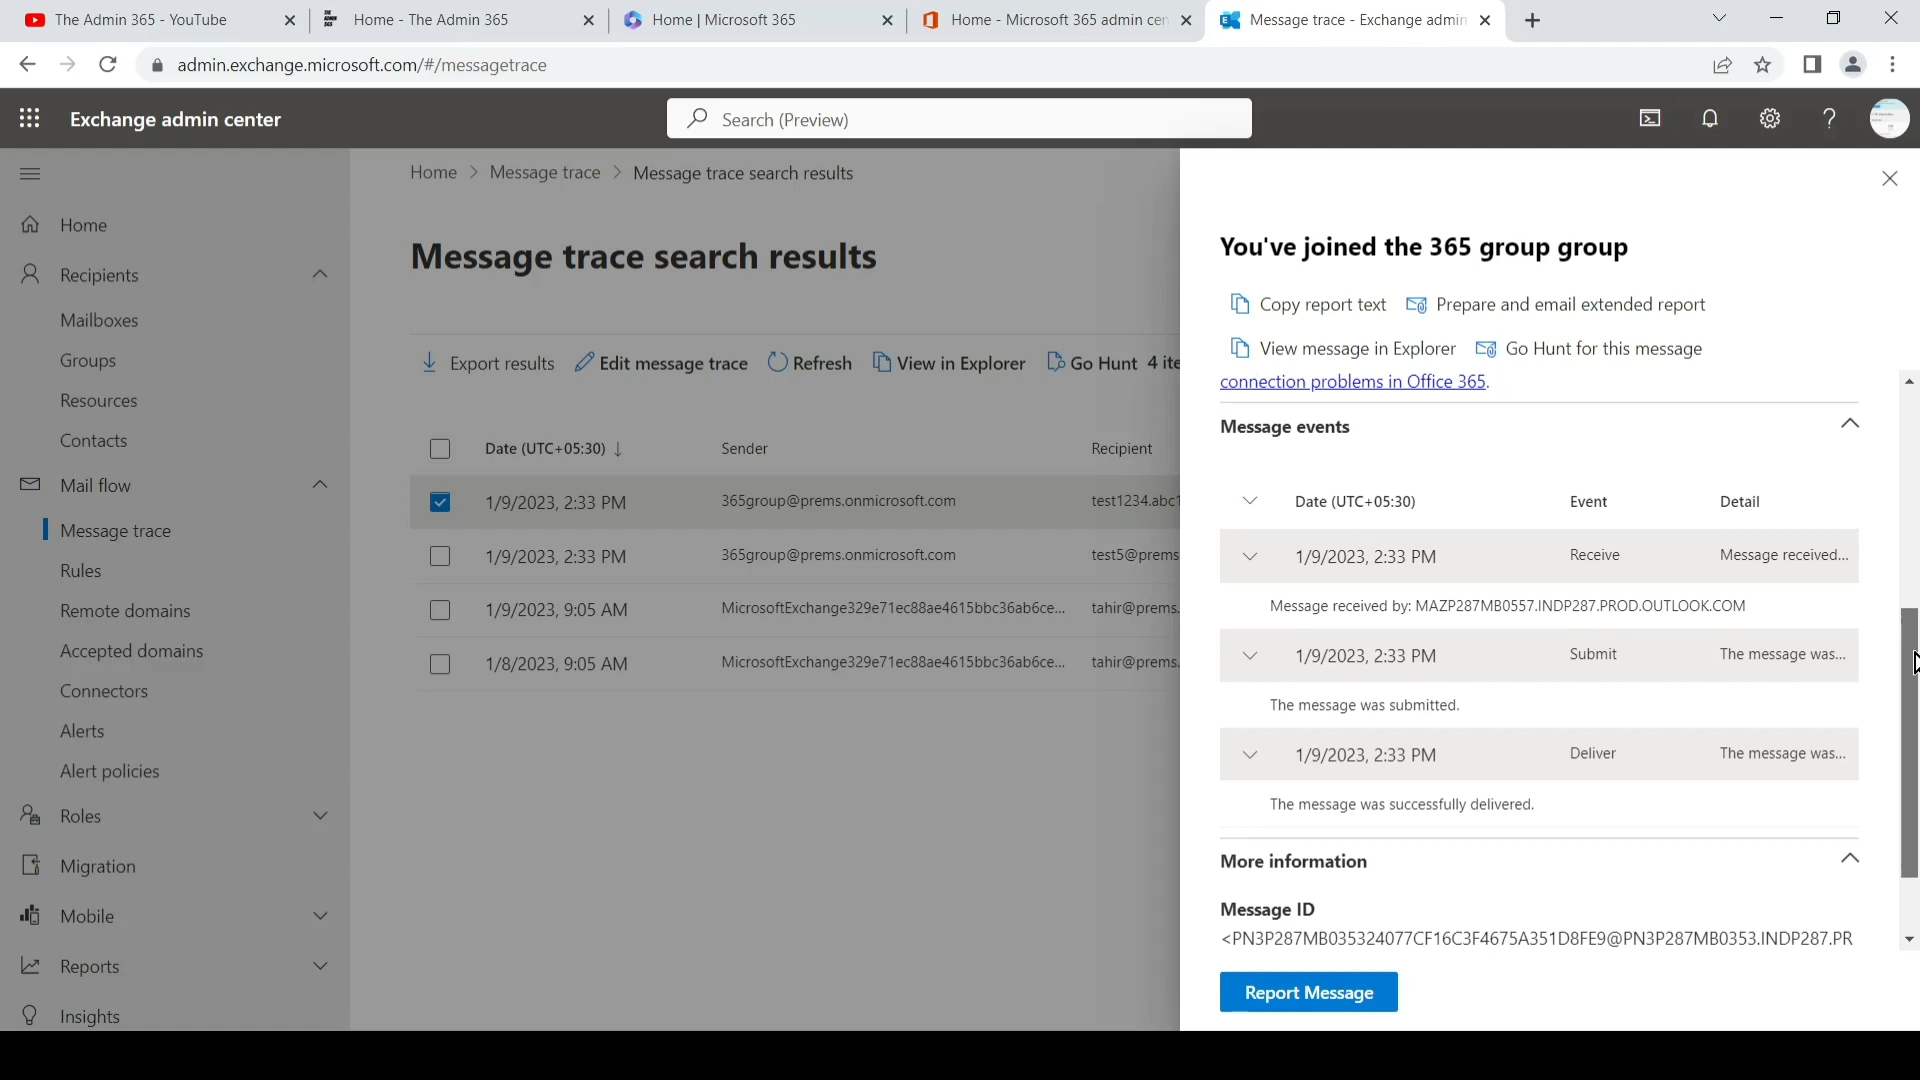 The Admin 365 - YouTube
Home - The Admin 365
Home | Microsoft 365
Home - Microsoft 365 admin cen
Message trace - Exchange admin
admin.exchange.microsoft.com/#/messagetrace
Exchange admin center
Search (Preview)
Home > Message trace > Message trace search results
Home
Recipients
Mailboxes
Groups
Resources
Contacts
Mail flow
Message trace
Rules
Remote domains
Accepted domains
Connectors
Alerts
Alert policies
Roles
Migration
Mobile
Reports
Insights
Message trace search results
Export results Edit message trace Refresh View in Explorer Go Hunt 4 ite
Date (UTC+05:30) ↓ Sender Recipient
1/9/2023, 2:33 PM 365group@prems.onmicrosoft.com test1234.abc1
1/9/2023, 2:33 PM 365group@prems.onmicrosoft.com test5@prems
1/9/2023, 9:05 AM MicrosoftExchange329e71ec88ae4615bbc36ab6ce... tahir@prems.
1/8/2023, 9:05 AM MicrosoftExchange329e71ec88ae4615bbc36ab6ce... tahir@prems.
You've joined the 365 group group
Copy report text Prepare and email extended report
View message in Explorer Go Hunt for this message
connection problems in Office 365.
Message events
Date (UTC+05:30) Event Detail
1/9/2023, 2:33 PM Receive Message received...
Message received by: MAZP287MB0557.INDP287.PROD.OUTLOOK.COM
1/9/2023, 2:33 PM Submit The message was...
The message was submitted.
1/9/2023, 2:33 PM Deliver The message was...
The message was successfully delivered.
More information
Message ID
<PN3P287MB035324077CF16C3F4675A351D8FE9@PN3P287MB0353.INDP287.PR
Report Message